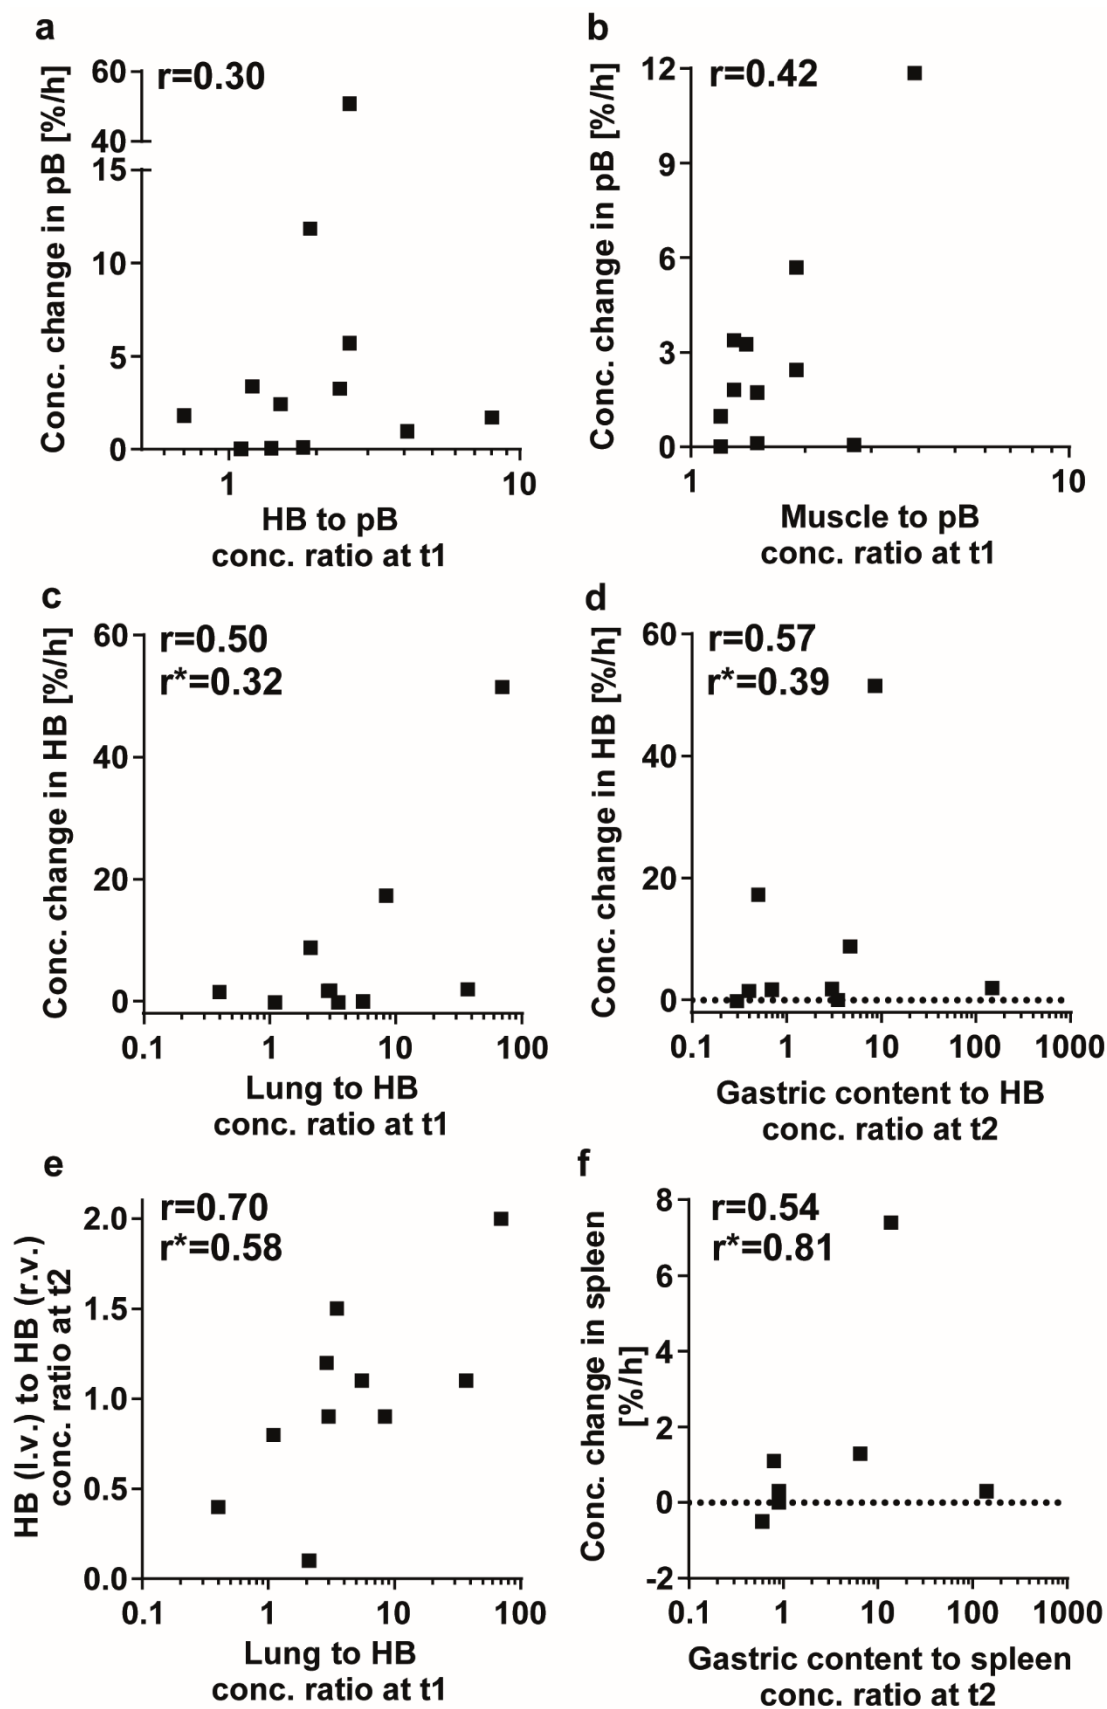 a
r=0.30
Conc. change in pB [%/h]
60
40
15
10
5
0
1
10
HB to pB
conc. ratio at t1
b
r=0.42
Conc. change in pB [%/h]
12
9
6
3
0
1
10
Muscle to pB
conc. ratio at t1
c
r=0.50
r*=0.32
Conc. change in HB [%/h]
60
40
20
0
0.1
1
10
100
Lung to HB
conc. ratio at t1
d
r=0.57
r*=0.39
Conc. change in HB [%/h]
60
40
20
0
0.1
1
10
100
1000
Gastric content to HB
conc. ratio at t2
e
r=0.70
r*=0.58
HB (l.v.) to HB (r.v.)
conc. ratio at t2
2.0
1.5
1.0
0.5
0.0
0.1
1
10
100
Lung to HB
conc. ratio at t1
f
r=0.54
r*=0.81
Conc. change in spleen
[%/h]
8
6
4
2
0
-2
0.1
1
10
100
1000
Gastric content to spleen
conc. ratio at t2